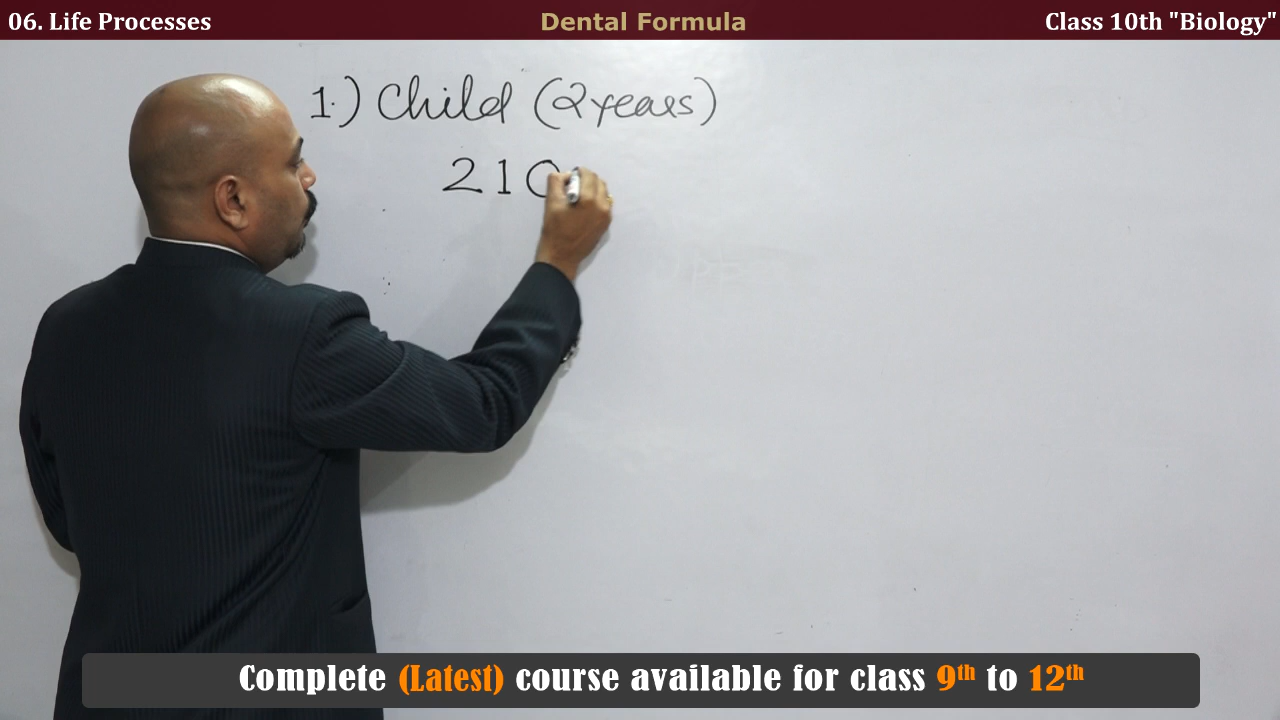 06. Life Processes
Dental Formula
Class 10th "Biology"
1.) Child (2 years)
210
Complete (Latest) course available for class 9th to 12th